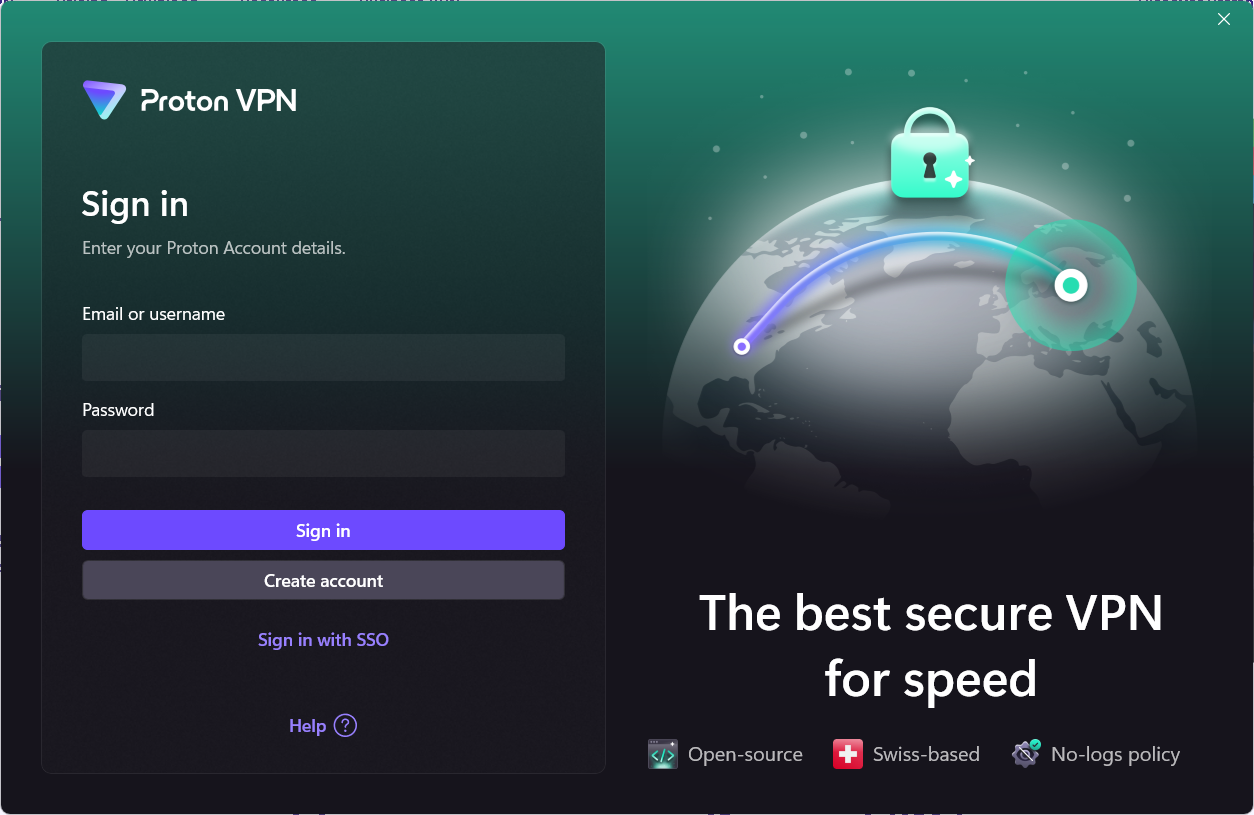 Proton VPN
Sign in
Enter your Proton Account details.
Email or username
Password
Sign in
Create account
Sign in with SSO
Help
The best secure VPN
for speed
Open-source
Swiss-based
No-logs policy